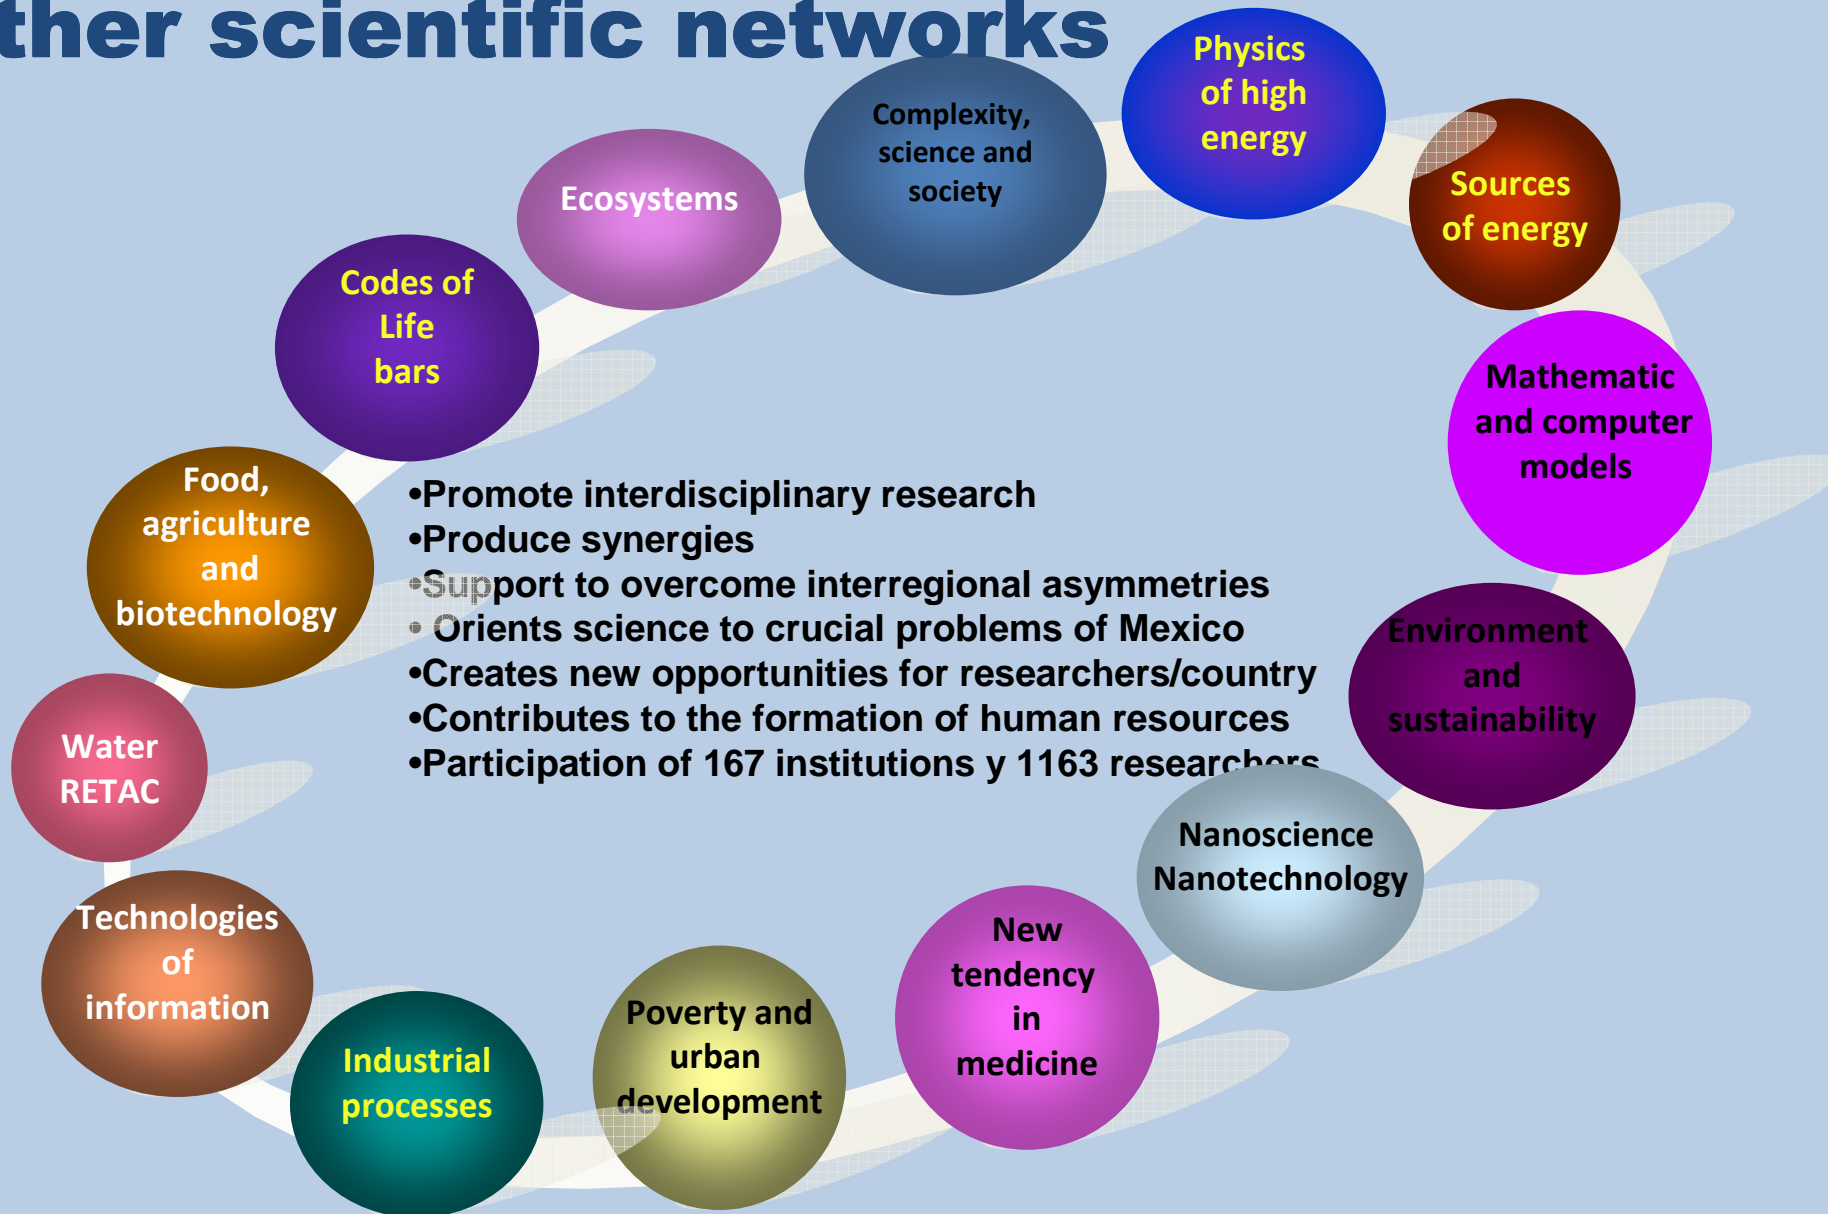 ther scientific networks
Physics
of high
energy
Complexity,
science and
society
Sources
of energy
Ecosystems
Codes of
Life
bars
Mathematic
and computer
models
Food,
agriculture
and
biotechnology
•Promote interdisciplinary research
•Produce synergies
•Support to overcome interregional asymmetries
• Orients science to crucial problems of Mexico
•Creates new opportunities for researchers/country
•Contributes to the formation of human resources
•Participation of 167 institutions y 1163 researchers
Environment
and
sustainability
Water
RETAC
Nanoscience
Nanotechnology
Technologies
of
information
New
tendency
in
medicine
Poverty and
urban
development
Industrial
processes